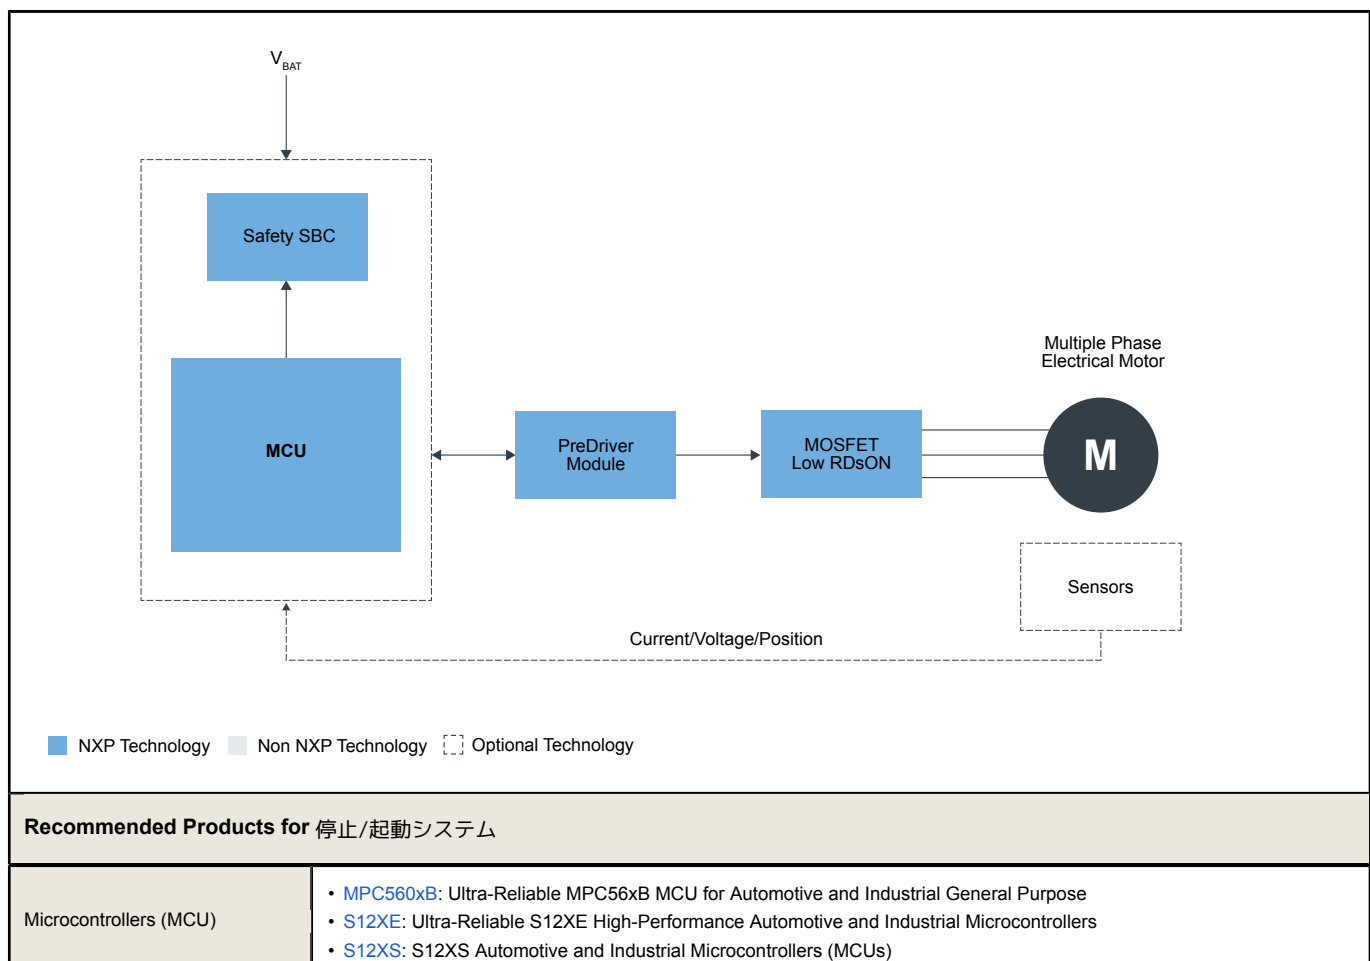 VBAT
Safety SBC
MCU
PreDriver
Module
MOSFET
Low RDsON
Multiple Phase
Electrical Motor
M
Sensors
Current/Voltage/Position
NXP Technology Non NXP Technology Optional Technology
Recommended Products for 停止/起動システム
Microcontrollers (MCU)
• MPC560xB: Ultra-Reliable MPC56xB MCU for Automotive and Industrial General Purpose
• S12XE: Ultra-Reliable S12XE High-Performance Automotive and Industrial Microcontrollers
• S12XS: S12XS Automotive and Industrial Microcontrollers (MCUs)